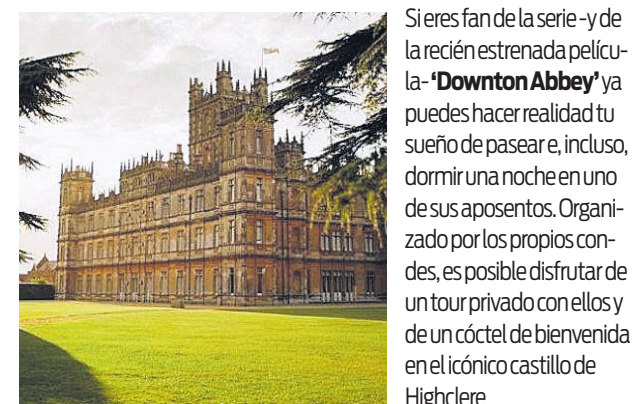 Si eres fan de la serie -y de
la recién estrenada pelícu-
la- ‘Downton Abbey’ ya
puedes hacer realidad tu
sueño de pasear e, incluso,
dormir una noche en uno
de sus aposentos. Organi-
zado por los propios con-
des, es posible disfrutar de
un tour privado con ellos y
de un cóctel de bienvenida
en el icónico castillo de
Highclere